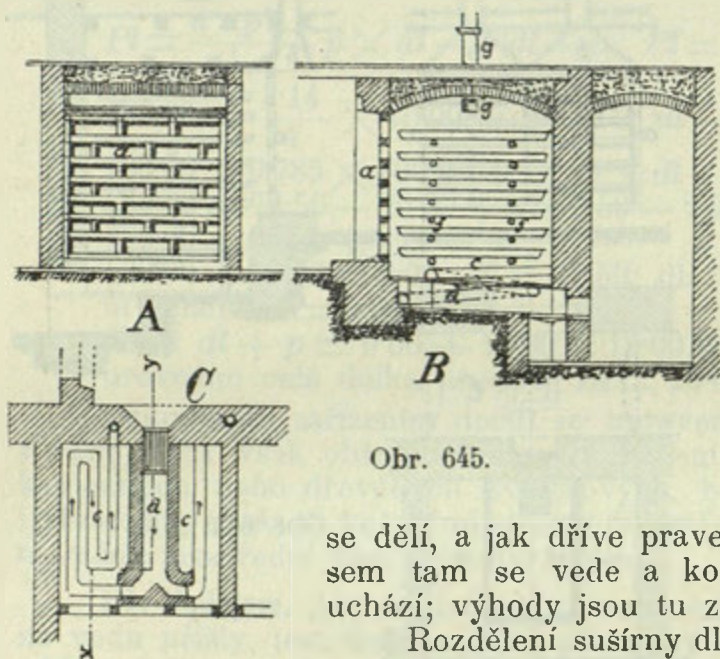 g
g
a
a
f
f
c
d
A
B
y
C
c
d
c
x
Obr. 645.
se dělí, a jak dříve prave
sem tam se vede a ko
uchází; výhody jsou tu z
Rozdělení sušírny dl